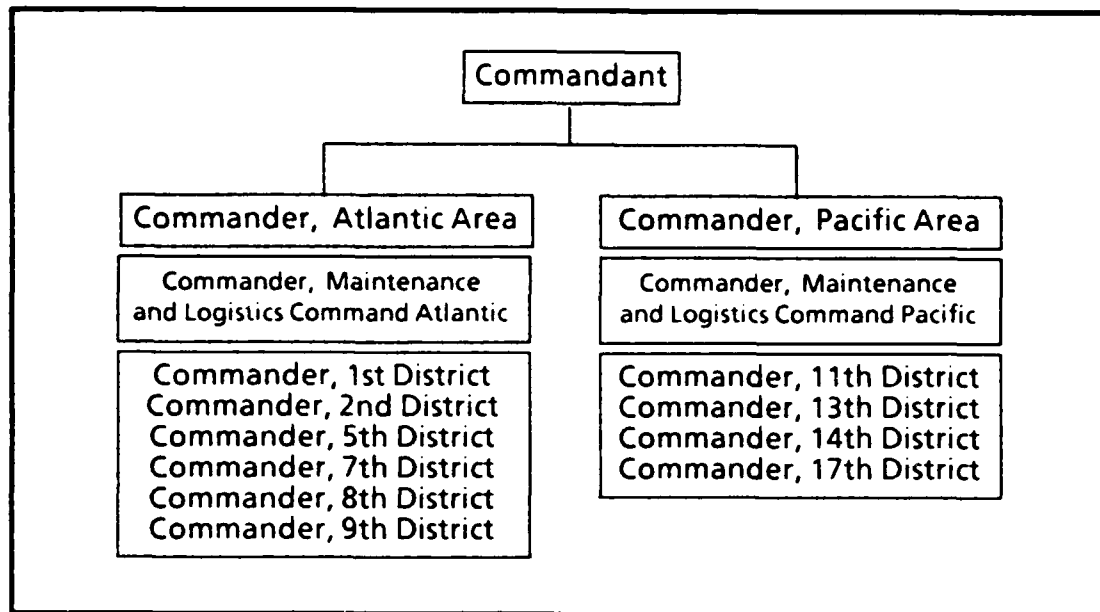 Commandant
Commander, Atlantic Area
Commander, Maintenance
and Logistics Command Atlantic
Commander, 1st District
Commander, 2nd District
Commander, 5th District
Commander, 7th District
Commander, 8th District
Commander, 9th District
Commander, Pacific Area
Commander, Maintenance
and Logistics Command Pacific
Commander, 11th District
Commander, 13th District
Commander, 14th District
Commander, 17th District